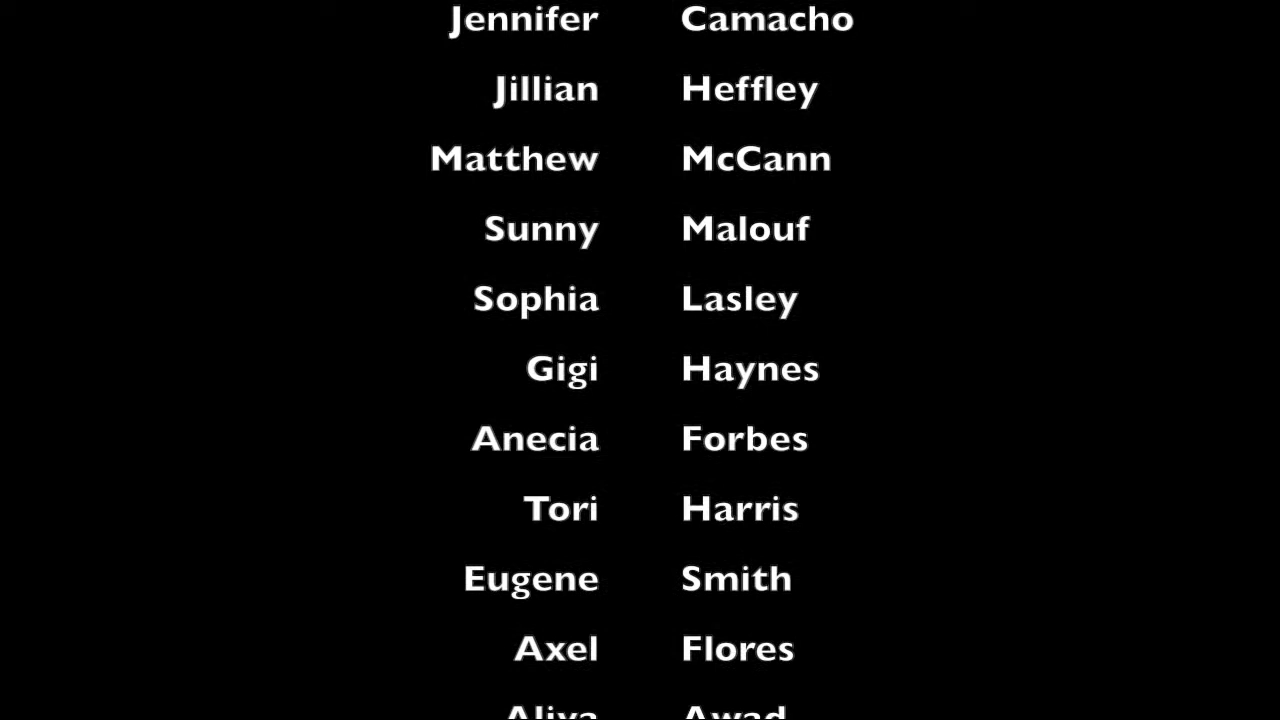 Jennifer Camacho
Jillian Heffley
Matthew McCann
Sunny Malouf
Sophia Lasley
Gigi Haynes
Anecia Forbes
Tori Harris
Eugene Smith
Axel Flores
Awad